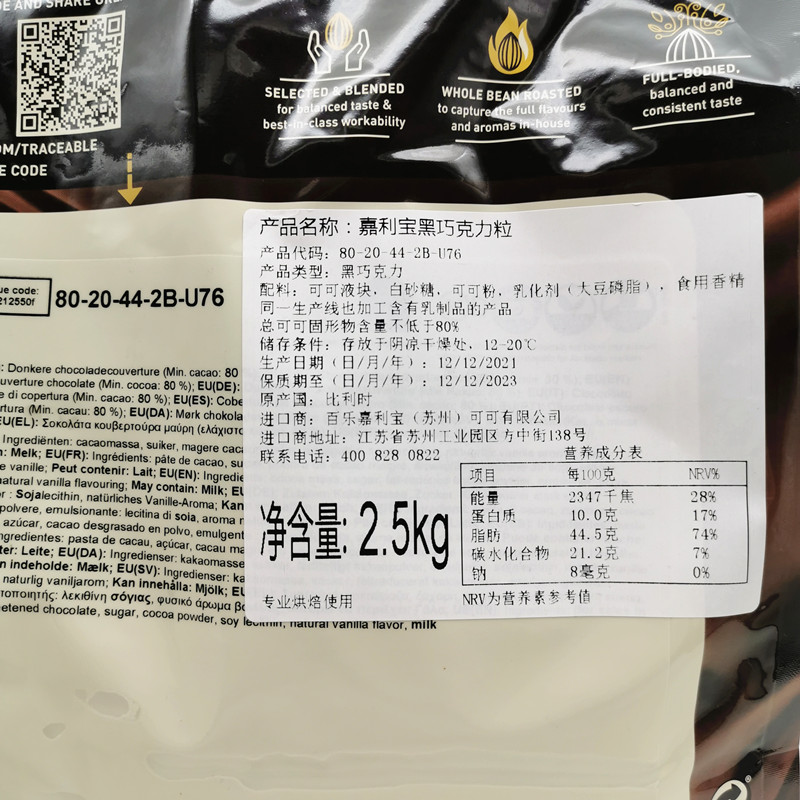 DE AND SHARE
OM/TRACEABLE
E CODE
SELECTED & BLENDED
for balanced taste &
best-in-class workability
WHOLE BEAN ROASTED
to capture the full flavours
and aromas in-house
FULL-BODIED,
balanced and
consistent taste
ue code:
212550f
80-20-44-2B-U76
: Donkere chocoladecouverture (Min. cacao: 80
uverture chocolate (Min. cocoa: 80 %); EU(DE):
e di copertura (Min. cacao: 80 %); EU(ES): Cobe
rtura (Min. cacau: 80 %); EU(DA): Mørk chokola
EU(EL): Σοκολάτα κουβερτούρα μαύρη (ελάχιστο
Ingrediënten: cacaomassa, suiker, magere caca
n: Melk; EU(FR): Ingrédients: pâte de cacao, su
e vanille; Peut contenir: Lait; EU(EN): Ingredient
natural vanilla flavouring; May contain: Milk; EU
or : Sojalecithin, natürliches Vanille-Aroma; Kan
polvere, emulsionante: lecitina di soia, aroma n
azúcar, cacao desgrasado en polvo, emulgent
ngredientes: pasta de cacau, açúcar, cacau ma
ter: Leite; EU(DA): Ingredienser: kakaomasse
n indeholde: Mælk; EU(SV): Ingredienser: ka
naturlig vaniljarom; Kan innehålla: Mjölk; EU
τοποιητής: λεκιθίνη σόγιας, φυσικό άρωμα βα
etened chocolate, sugar, cocoa powder, soy lecithin, natural vanilla flavor, milk
产品名称：嘉利宝黑巧克力粒
产品代码：80-20-44-2B-U76
产品类型：黑巧克力
配料：可可液块，白砂糖，可可粉，乳化剂（大豆磷脂），食用香精
同一生产线也加工含有乳制品的产品
总可可固形物含量不低于80%
储存条件：存放于阴凉干燥处，12-20℃
生产日期（日/月/年）：12/12/2021
保质期至（日/月/年）：12/12/2023
原产国：比利时
进口商：百乐嘉利宝（苏州）可可有限公司
进口商地址：江苏省苏州工业园区方中街138号
联系电话：400 828 0822
营养成分表
项目 每100克 NRV%
能量 2347千焦 28%
蛋白质 10.0克 17%
脂肪 44.5克 74%
碳水化合物 21.2克 7%
钠 8毫克 0%
净含量: 2.5kg
专业烘焙使用
NRV为营养素参考值